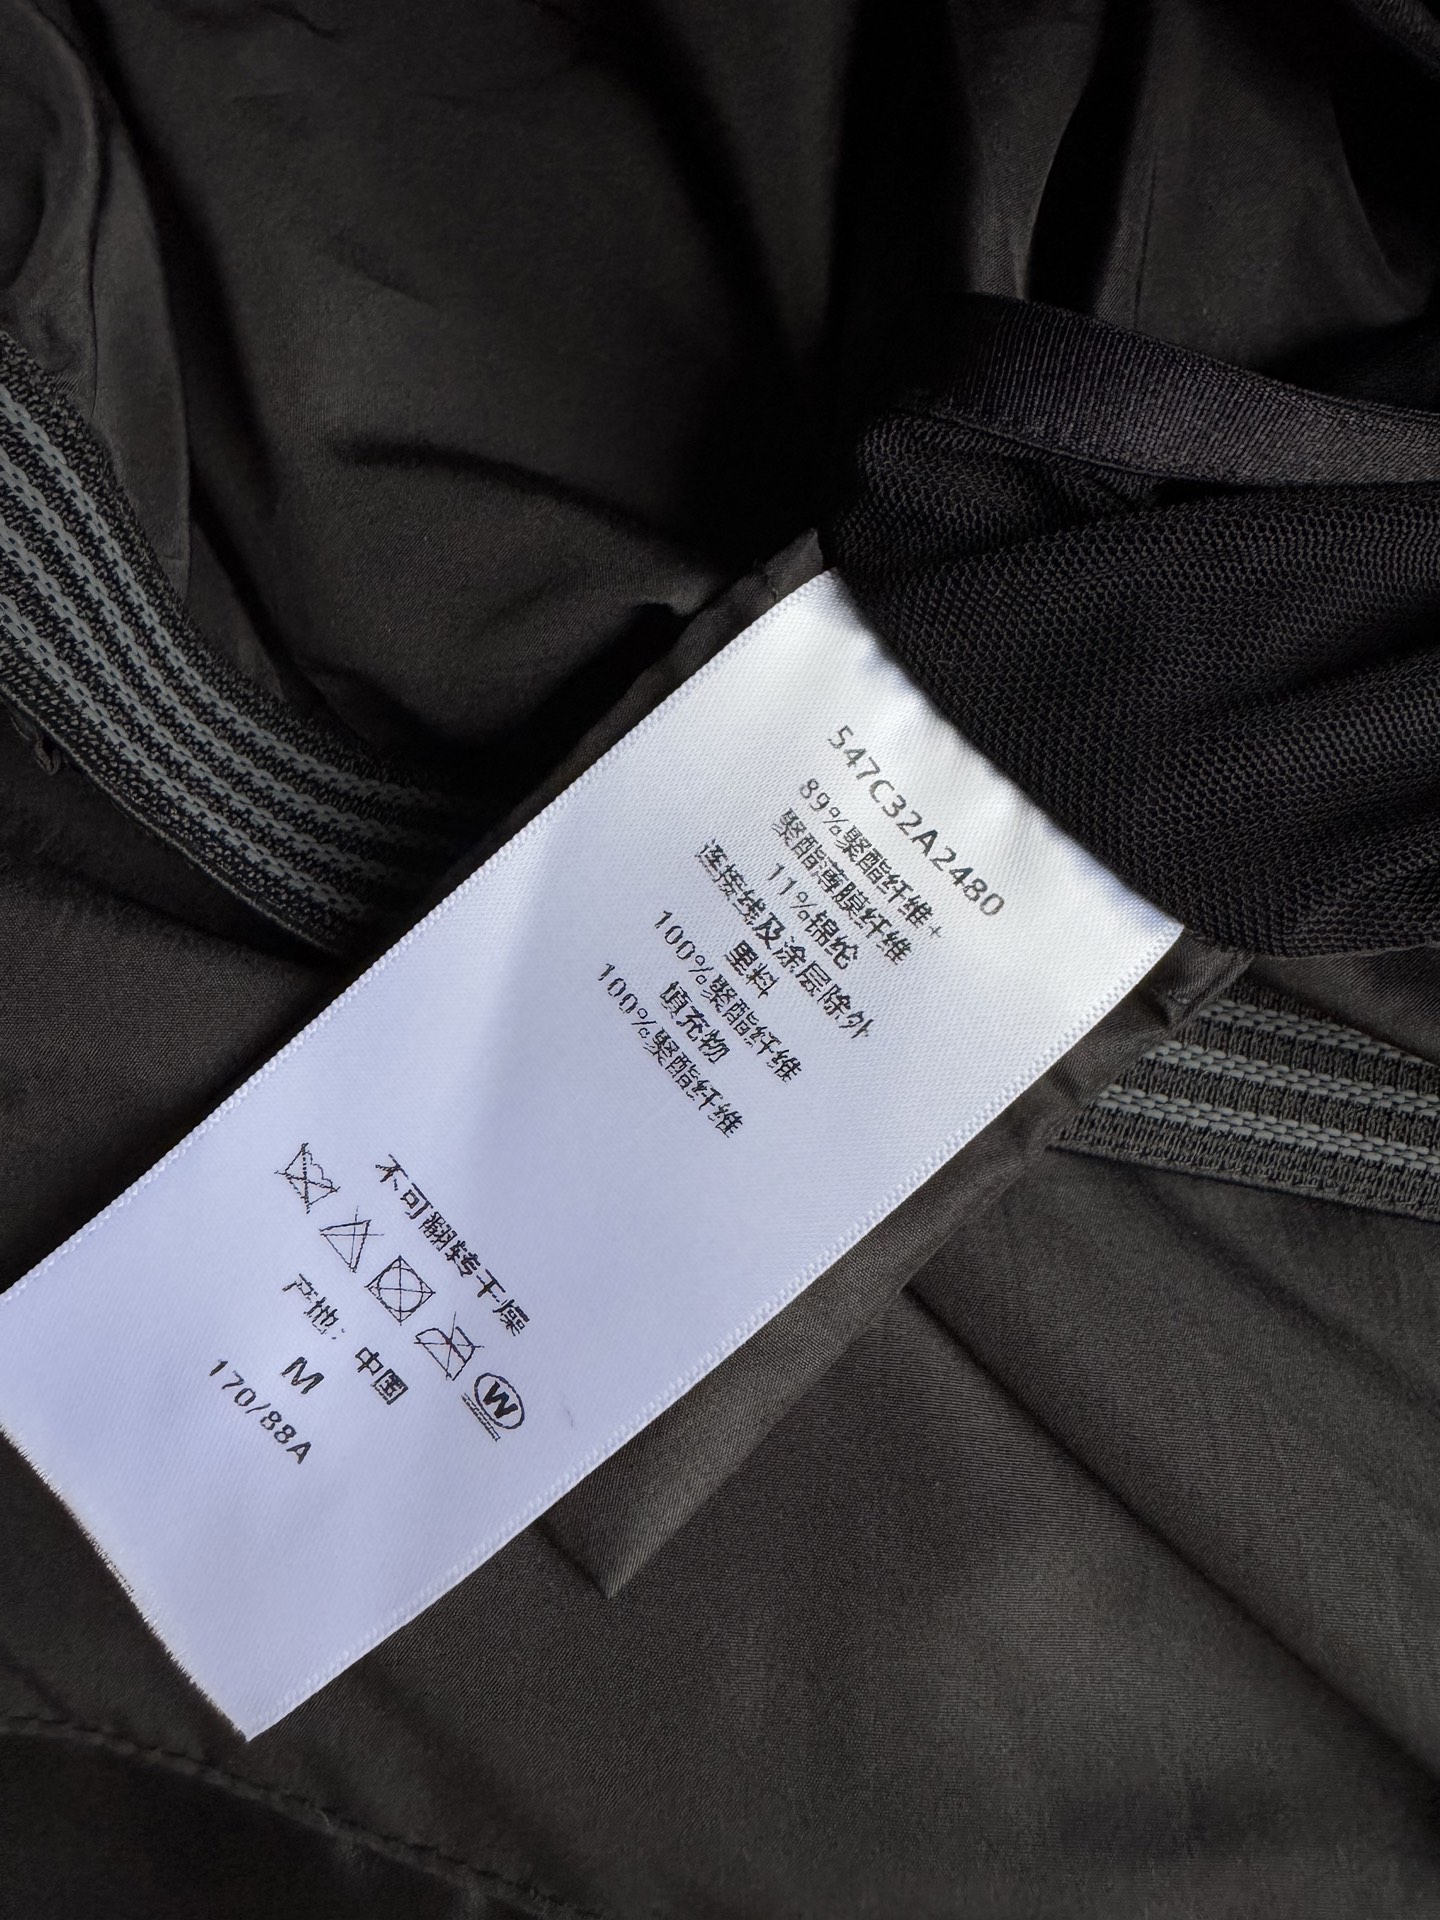 547C32A2480
89%聚酯纤维+
聚酯薄膜纤维
11%锦纶
连接线及涂层除外
里料
100%聚酯纤维
填充物
100%聚酯纤维
不可翻转干燥
W
产地：中国
M
170/88A